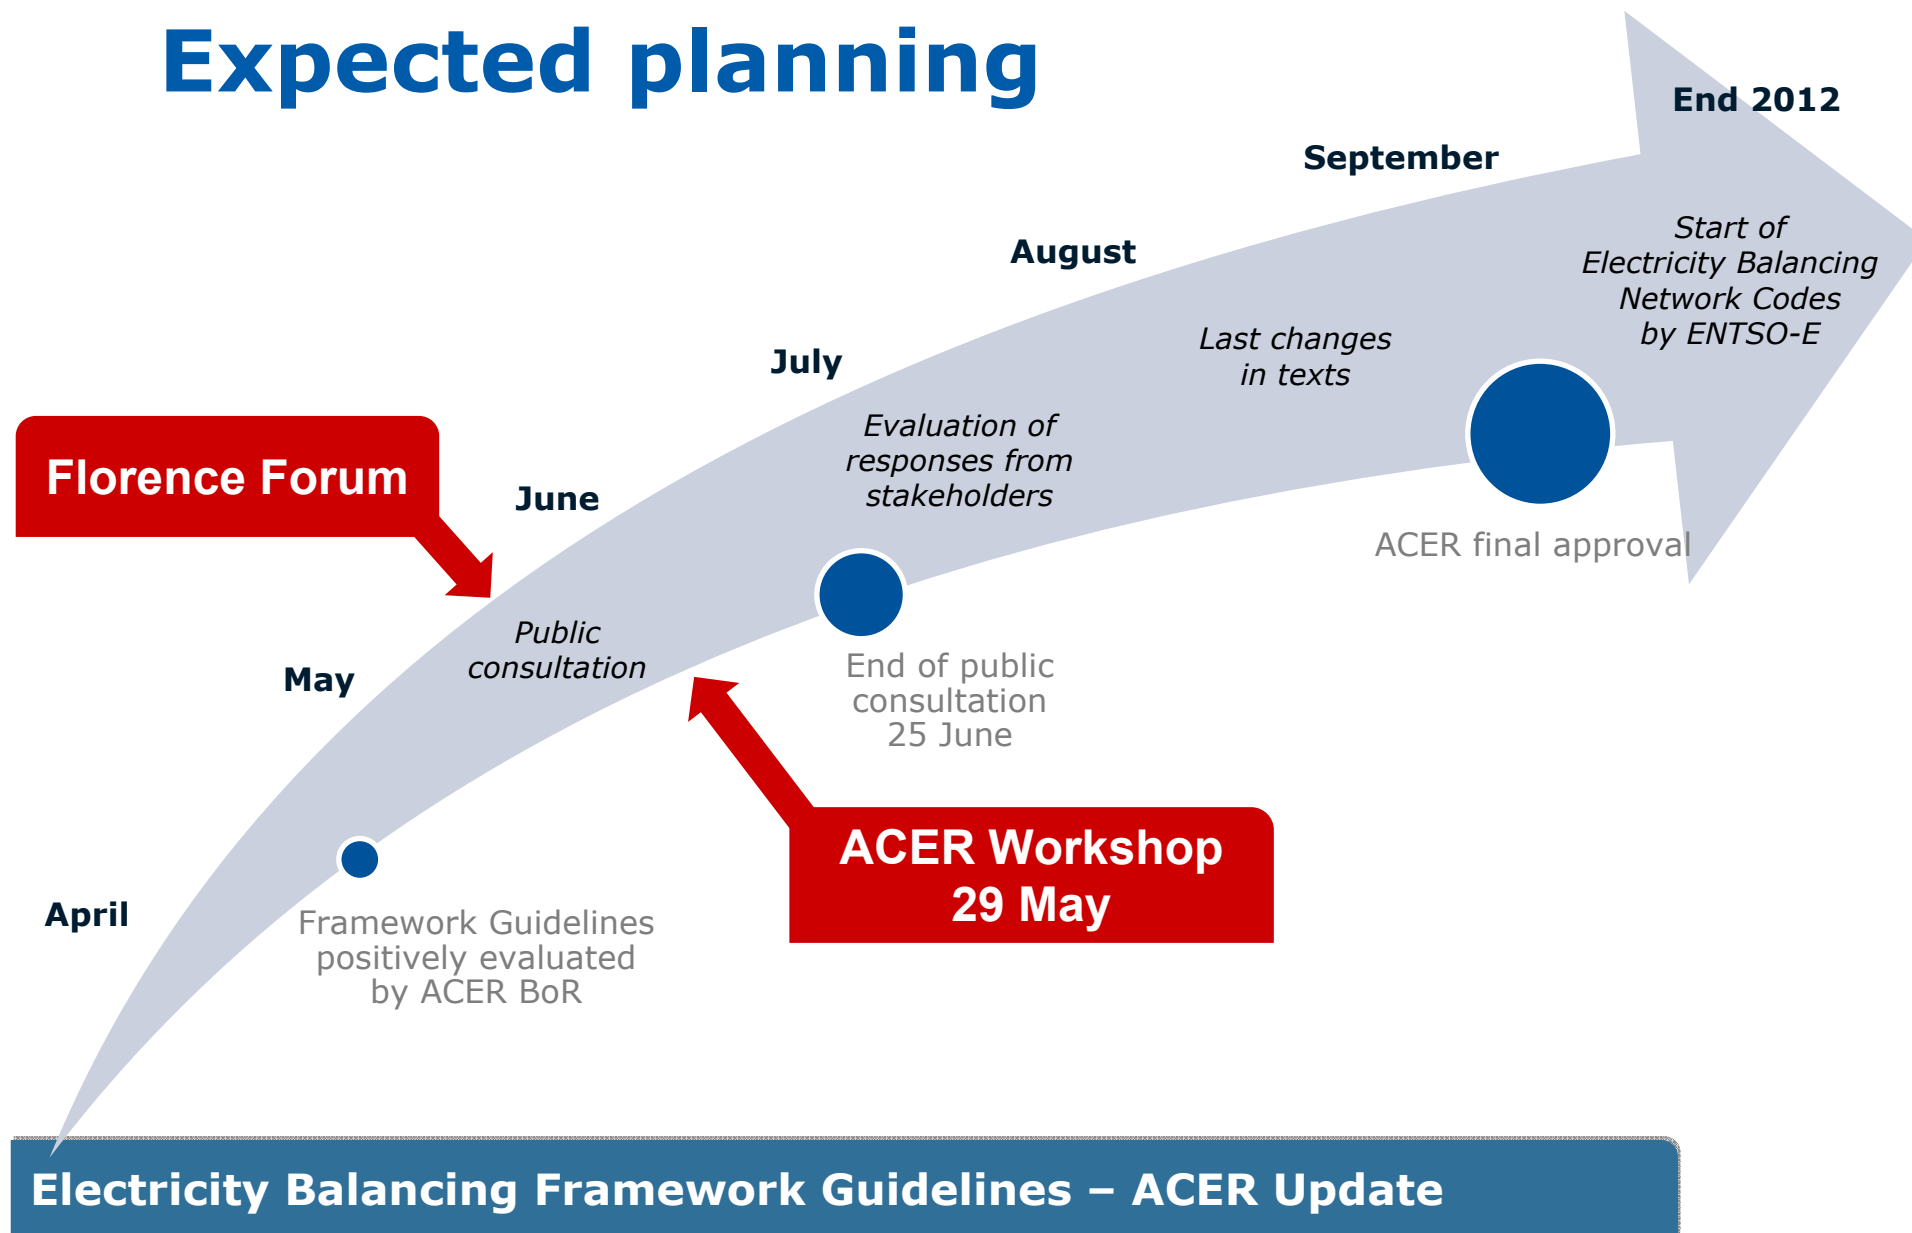 Expected planning
End 2012
September
August
July
June
May
April
Start of
Electricity Balancing
Network Codes
by ENTSO-E
Last changes
in texts
Evaluation of
responses from
stakeholders
Public
consultation
Florence Forum
ACER final approval
End of public
consultation
25 June
ACER Workshop
29 May
Framework Guidelines
positively evaluated
by ACER BoR
Electricity Balancing Framework Guidelines – ACER Update